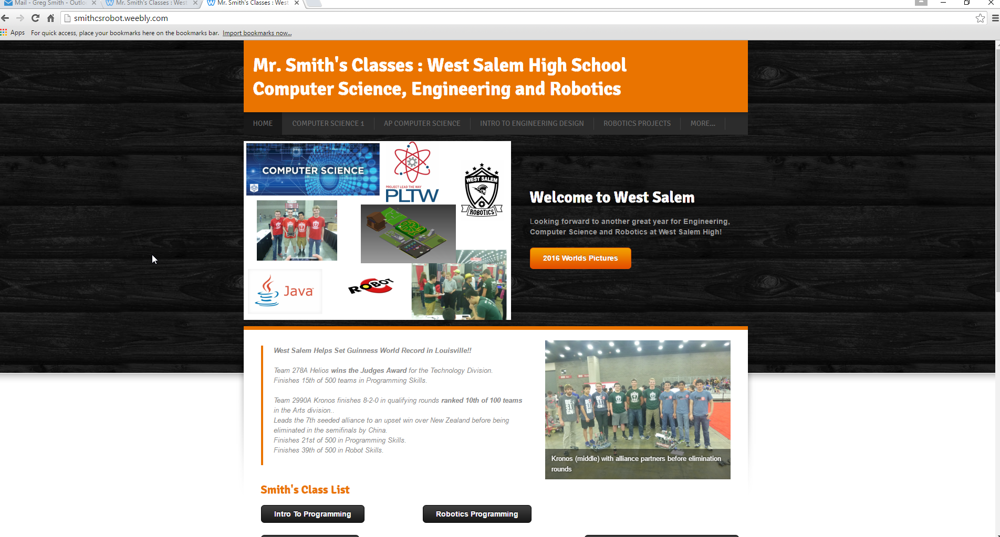 Mail - Greg Smith - Outloo
Mr. Smith's Classes : West
Mr. Smith's Classes : West
smithcsrobot.weebly.com
Apps
For quick access, place your bookmarks here on the bookmarks bar. Import bookmarks now...
Mr. Smith's Classes : West Salem High School
Computer Science, Engineering and Robotics
HOME
COMPUTER SCIENCE 1
AP COMPUTER SCIENCE
INTRO TO ENGINEERING DESIGN
ROBOTICS PROJECTS
MORE...
COMPUTER SCIENCE
PROJECT LEAD THE WAY
PLTW
WEST SALEM
ROBOTICS
Java™
ROBOTC
Welcome to West Salem
Looking forward to another great year for Engineering,
Computer Science and Robotics at West Salem High!
2016 Worlds Pictures
West Salem Helps Set Guinness World Record in Louisville!!
Team 278A Helios wins the Judges Award for the Technology Division.
Finishes 15th of 500 teams in Programming Skills.
Team 2990A Kronos finishes 8-2-0 in qualifying rounds ranked 10th of 100 teams
in the Arts division..
Leads the 7th seeded alliance to an upset win over New Zealand before being
eliminated in the semifinals by China.
Finishes 21st of 500 in Programming Skills.
Finishes 39th of 500 in Robot Skills.
Kronos (middle) with alliance partners before elimination
rounds
Smith's Class List
Intro To Programming
Robotics Programming